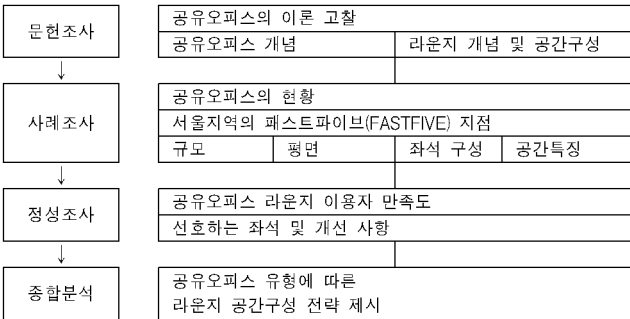 문헌조사
공유오피스의 이론 고찰
공유오피스 개념 라운지 개념 및 공간구성
↓
사례조사
공유오피스의 현황
서울지역의 패스트파이브(FASTFIVE) 지점
규모 평면 좌석 구성 공간특징
↓
정성조사
공유오피스 라운지 이용자 만족도
선호하는 좌석 및 개선 사항
↓
종합분석
공유오피스 유형에 따른
라운지 공간구성 전략 제시